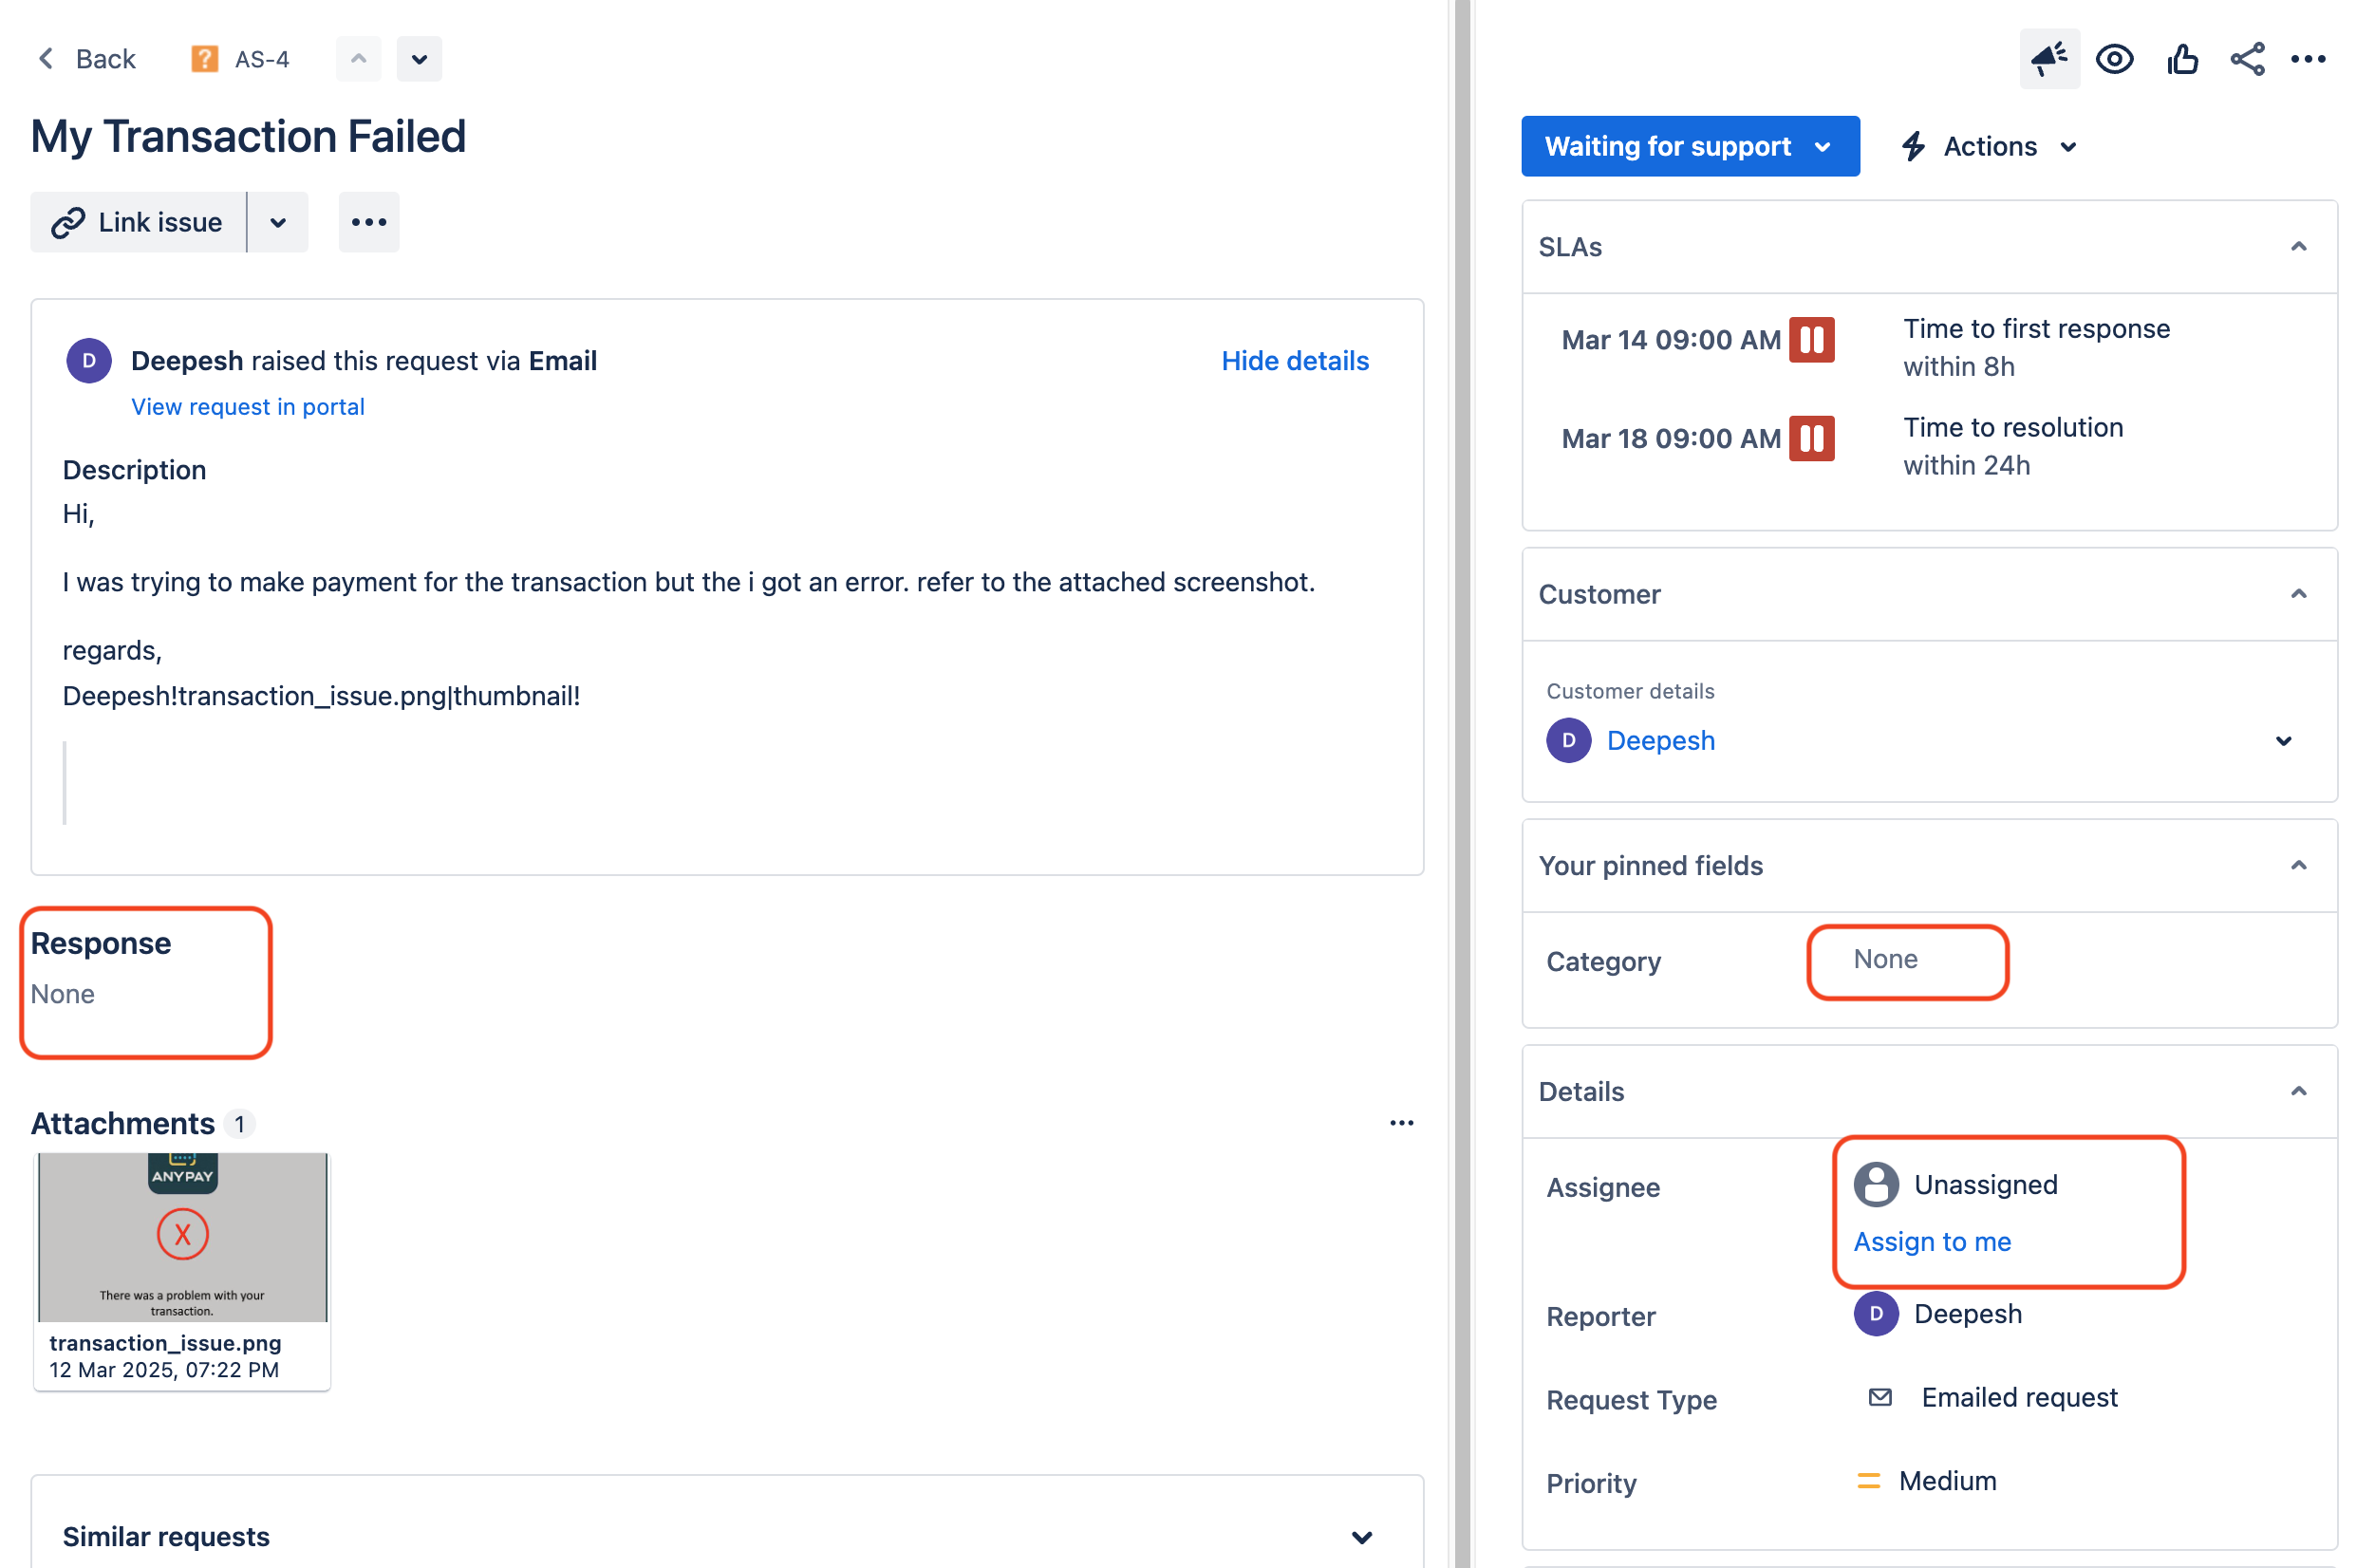 Back
AS-4
My Transaction Failed
Link issue
D
Deepesh raised this request via Email
Hide details
View request in portal
Description
Hi,
I was trying to make payment for the transaction but the i got an error. refer to the attached screenshot.
regards,
Deepesh!transaction_issue.png|thumbnail!
Response
None
Attachments 1
ANYPAY
X
There was a problem with your
transaction.
transaction_issue.png
12 Mar 2025, 07:22 PM
Similar requests
Waiting for support
Actions
SLAs
Mar 14 09:00 AM
Time to first response
within 8h
Mar 18 09:00 AM
Time to resolution
within 24h
Customer
Customer details
D
Deepesh
Your pinned fields
Category
None
Details
Assignee
Unassigned
Assign to me
Reporter
D
Deepesh
Request Type
Emailed request
Priority
Medium